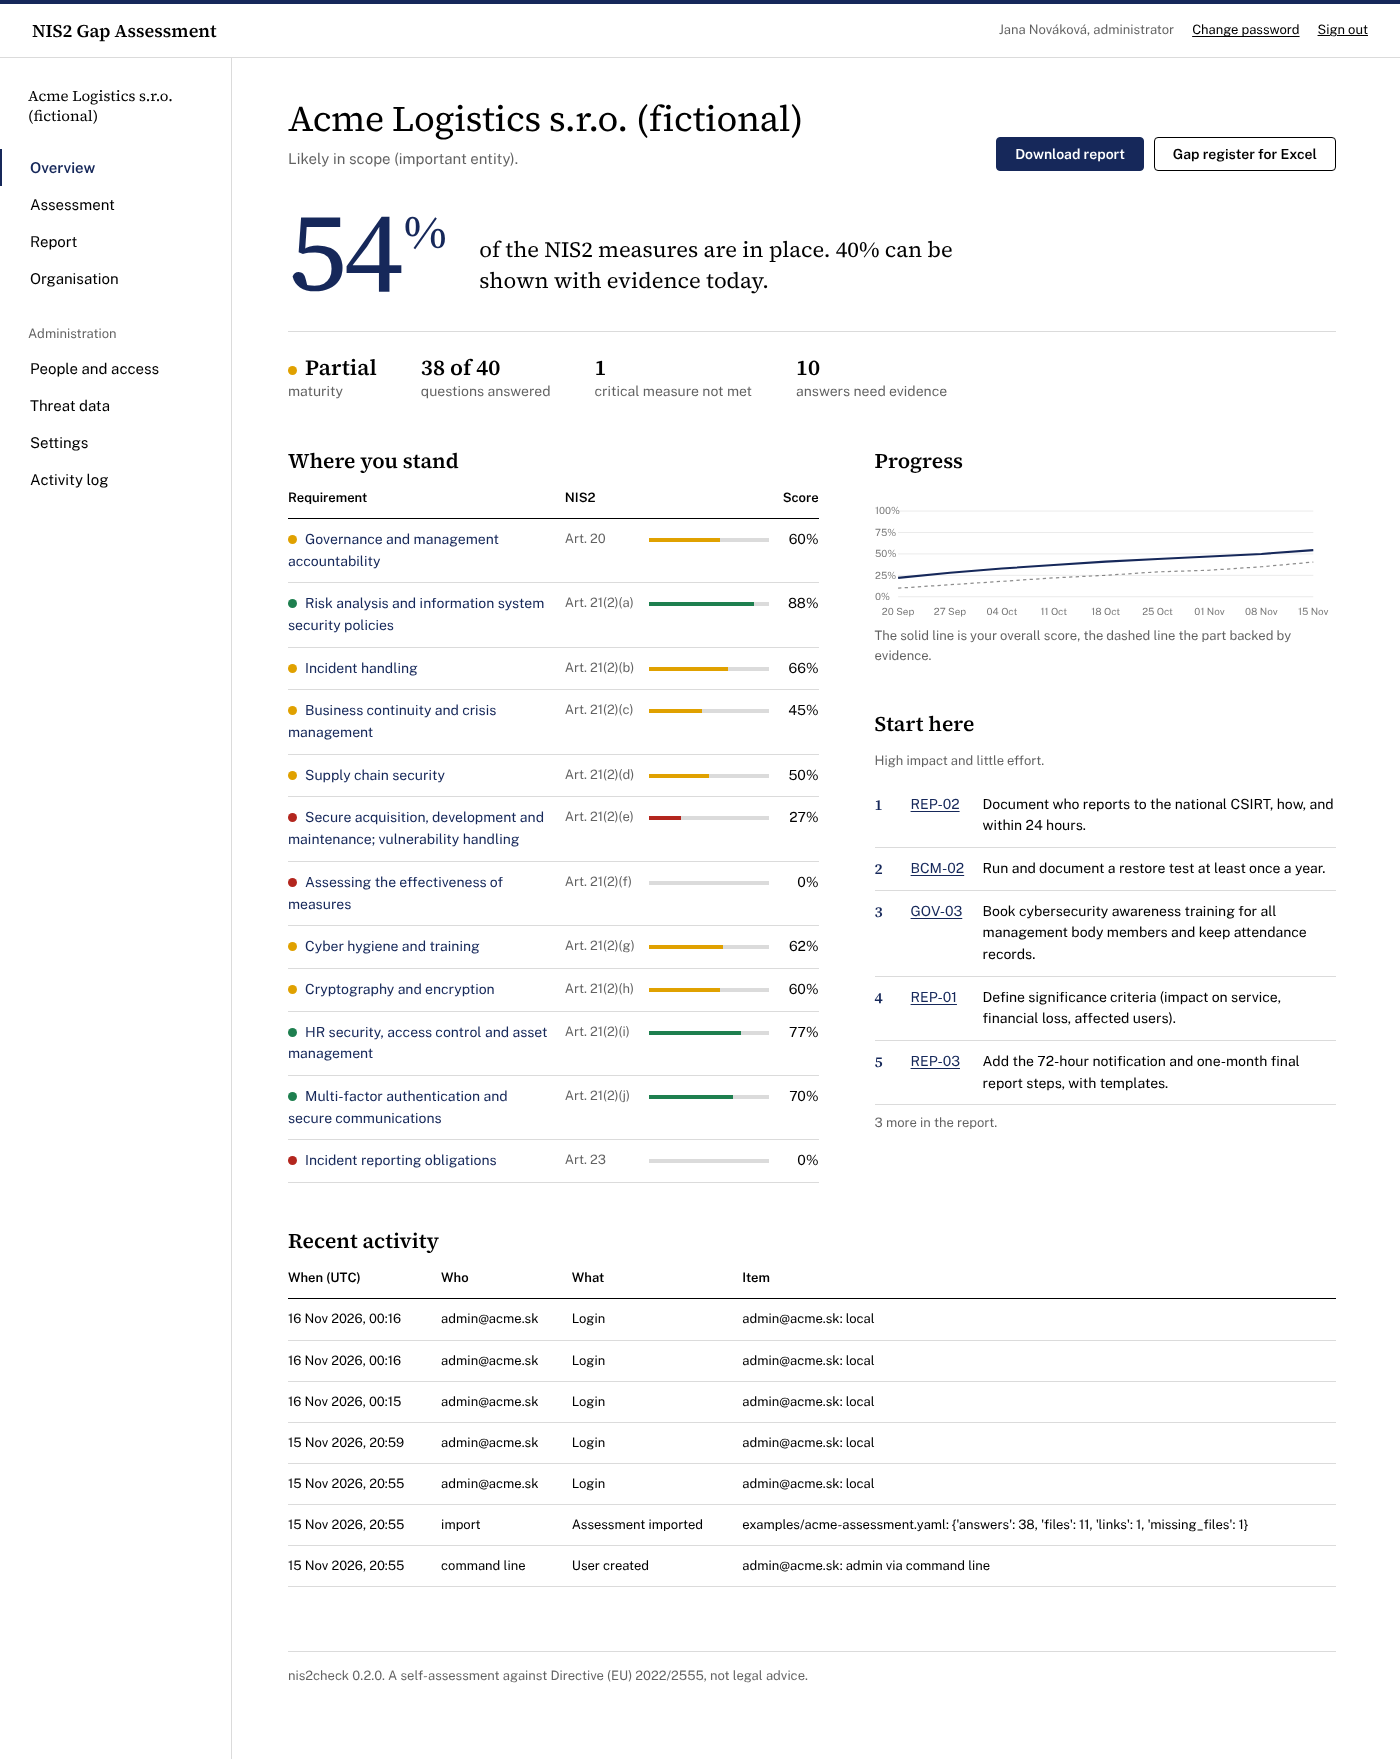 NIS2 Gap Assessment
Jana Nováková, administrator Change password Sign out
Acme Logistics s.r.o.
(fictional)
Overview
Assessment
Report
Organisation
Administration
People and access
Threat data
Settings
Activity log
Acme Logistics s.r.o. (fictional)
Likely in scope (important entity).
Download report Gap register for Excel
54%
of the NIS2 measures are in place. 40% can be
shown with evidence today.
Partial
maturity
38 of 40
questions answered
1
critical measure not met
10
answers need evidence
Where you stand
Requirement NIS2 Score
Governance and management Art. 20 60%
accountability
Risk analysis and information system Art. 21(2)(a) 88%
security policies
Incident handling Art. 21(2)(b) 66%
Business continuity and crisis Art. 21(2)(c) 45%
management
Supply chain security Art. 21(2)(d) 50%
Secure acquisition, development and Art. 21(2)(e) 27%
maintenance; vulnerability handling
Assessing the effectiveness of Art. 21(2)(f) 0%
measures
Cyber hygiene and training Art. 21(2)(g) 62%
Cryptography and encryption Art. 21(2)(h) 60%
HR security, access control and asset Art. 21(2)(i) 77%
management
Multi-factor authentication and Art. 21(2)(j) 70%
secure communications
Incident reporting obligations Art. 23 0%
Progress
100%
75%
50%
25%
0%
20 Sep 27 Sep 04 Oct 11 Oct 18 Oct 25 Oct 01 Nov 08 Nov 15 Nov
The solid line is your overall score, the dashed line the part backed by
evidence.
Start here
High impact and little effort.
1 REP-02 Document who reports to the national CSIRT, how, and
within 24 hours.
2 BCM-02 Run and document a restore test at least once a year.
3 GOV-03 Book cybersecurity awareness training for all
management body members and keep attendance
records.
4 REP-01 Define significance criteria (impact on service,
financial loss, affected users).
5 REP-03 Add the 72-hour notification and one-month final
report steps, with templates.
3 more in the report.
Recent activity
When (UTC) Who What Item
16 Nov 2026, 00:16 admin@acme.sk Login admin@acme.sk: local
16 Nov 2026, 00:16 admin@acme.sk Login admin@acme.sk: local
16 Nov 2026, 00:15 admin@acme.sk Login admin@acme.sk: local
15 Nov 2026, 20:59 admin@acme.sk Login admin@acme.sk: local
15 Nov 2026, 20:55 admin@acme.sk Login admin@acme.sk: local
15 Nov 2026, 20:55 import Assessment imported examples/acme-assessment.yaml: {'answers': 38, 'files': 11, 'links': 1, 'missing_files': 1}
15 Nov 2026, 20:55 command line User created admin@acme.sk: admin via command line
nis2check 0.2.0. A self-assessment against Directive (EU) 2022/2555, not legal advice.